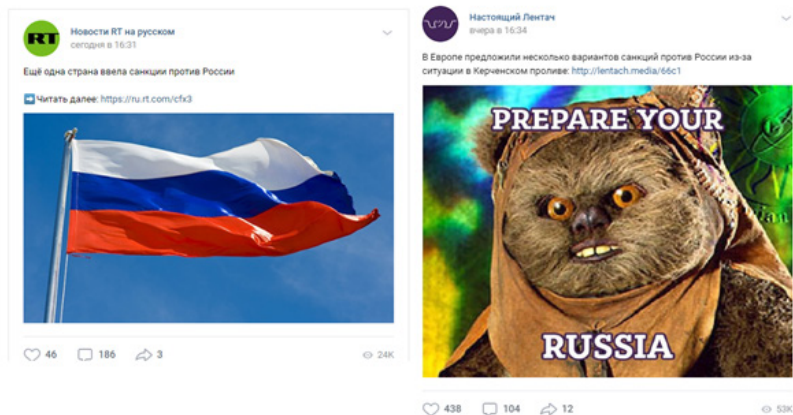 RT
Новости RT на русском
сегодня в 16:31
Ещё одна страна ввела санкции против России
Читать далее: https://ru.rt.com/cfx3
46 186 3 24K
Настоящий Лентач
вчера в 16:34
В Европе предложили несколько вариантов санкций против России из-за
ситуации в Керченском проливе: http://lentach.media/66c1
PREPARE YOUR
RUSSIA
438 104 12 53K